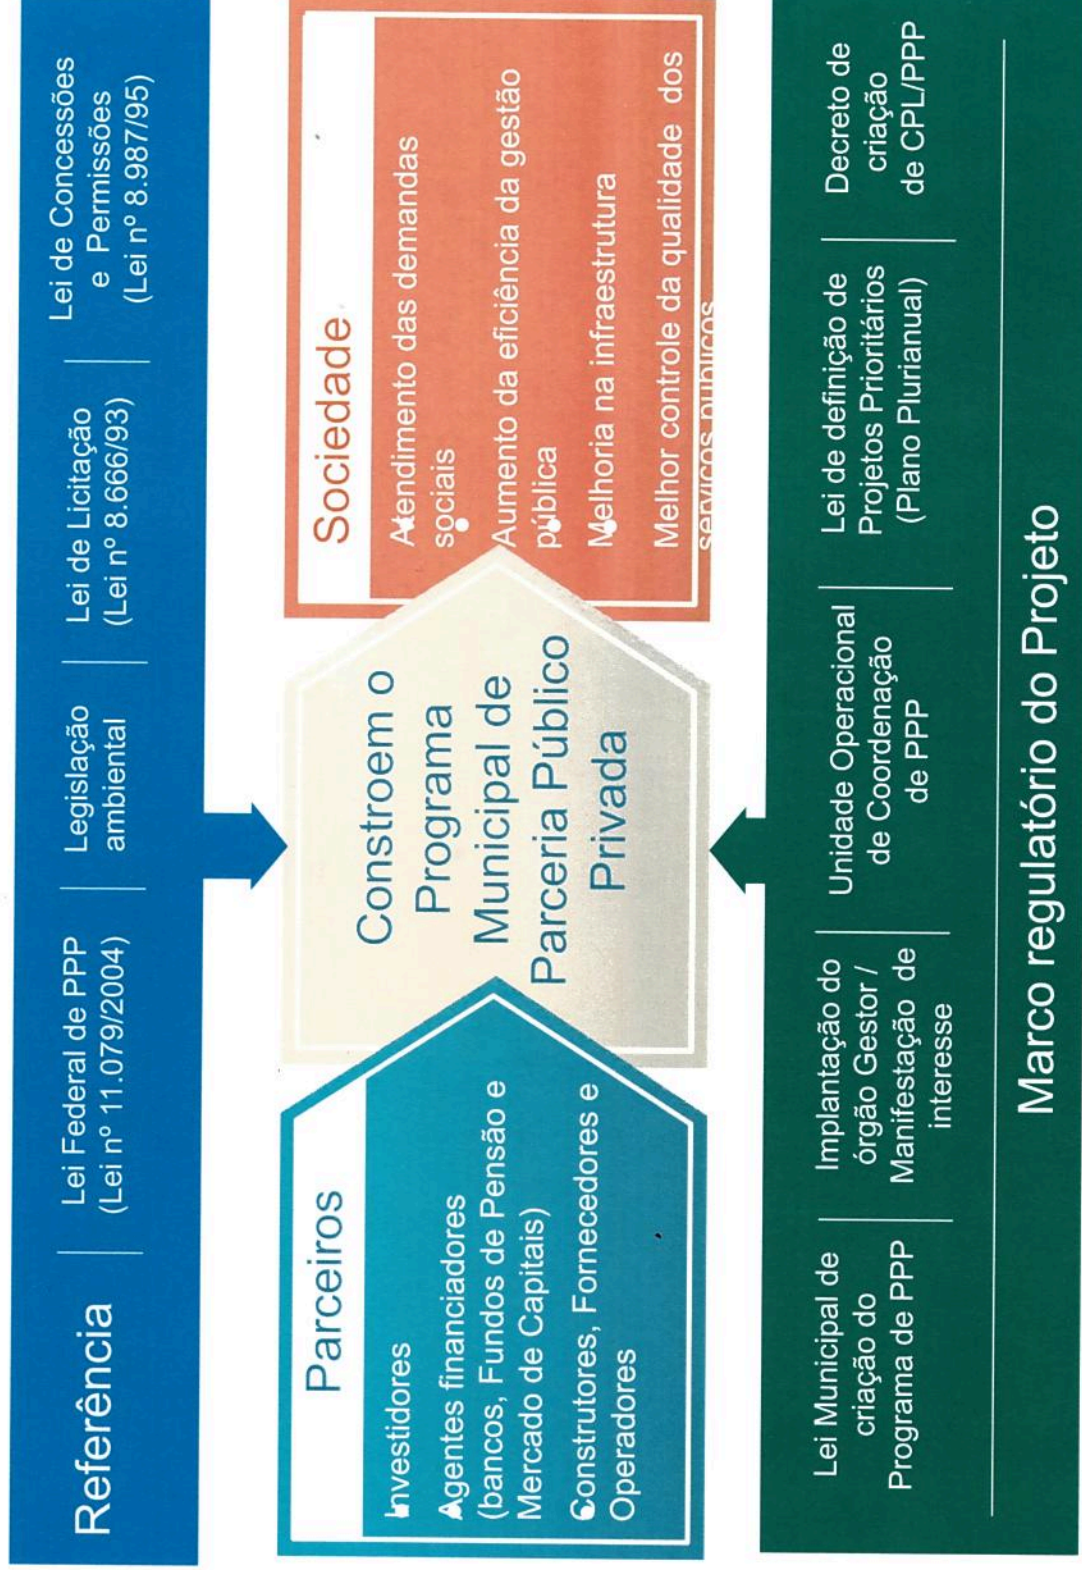 Referência
Lei Federal de PPP
(Lei nº 11.079/2004)
Legislação
ambiental
Lei de Licitação
(Lei nº 8.666/93)
Lei de Concessões
e Permissões
(Lei nº 8.987/95)
Parceiros
Investidores
Agentes financiadores
(bancos, Fundos de Pensão e
Mercado de Capitais)
Construtores, Fornecedores e
Operadores
Constroem o
Programa
Municipal de
Parceria Público
Privada
Sociedade
Atendimento das demandas
sociais
Aumento da eficiência da gestão
pública
Melhoria na infraestrutura
Melhor controle da qualidade dos
serviços públicos
Lei Municipal de
criação do
Programa de PPP
Implantação do
órgão Gestor /
Manifestação de
interesse
Unidade Operacional
de Coordenação
de PPP
Lei de definição de
Projetos Prioritários
(Plano Plurianual)
Decreto de
criação
de CPL/PPP
Marco regulatório do Projeto